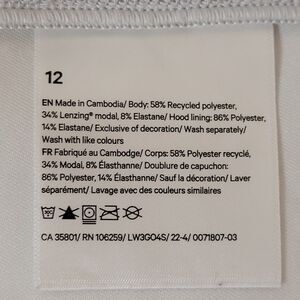 12
EN Made in Cambodia/ Body: 58% Recycled polyester,
34% Lenzing® modal, 8% Elastane/ Hood lining: 86% Polyester,
14% Elastane/ Exclusive of decoration/ Wash separately/
Wash with like colours
FR Fabriqué au Cambodge/ Corps: 58% Polyester recyclé,
34% Modal, 8% Élasthanne/ Doublure de capuchon:
86% Polyester, 14% Élasthanne/ Sauf la décoration/ Laver
séparément/ Lavage avec des couleurs similaires
CA 35801/ RN 106259/ LW3GO4S/ 22-4/ 0071807-03